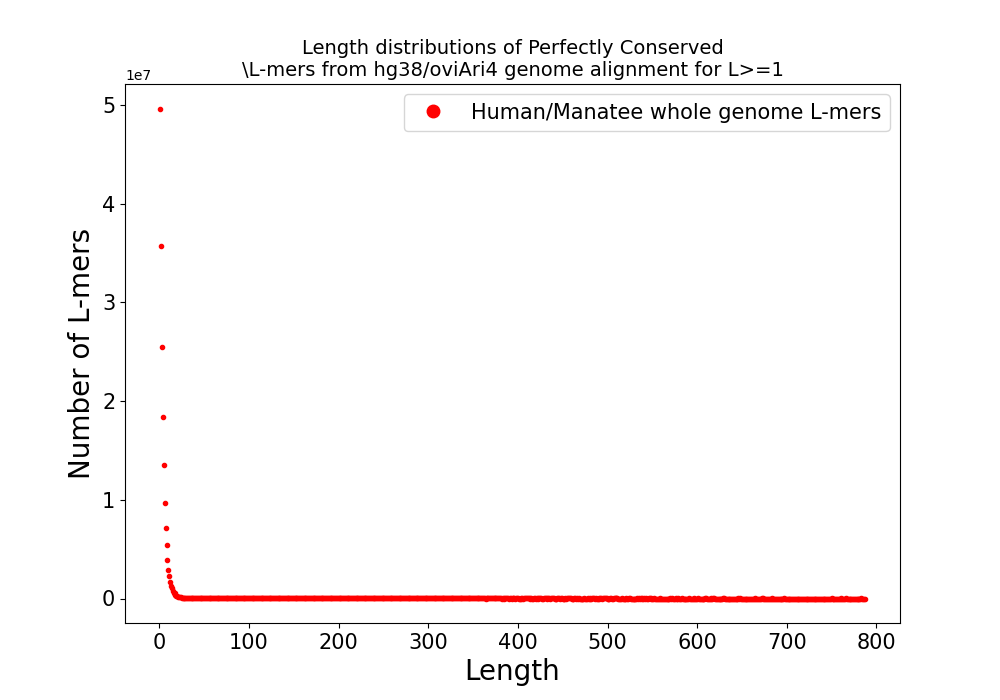 Length distributions of Perfectly Conserved
\L-mers from hg38/oviAri4 genome alignment for L>=1
1e7
Human/Manatee whole genome L-mers
5
4
3
2
1
0
Number of L-mers
0 100 200 300 400 500 600 700 800
Length